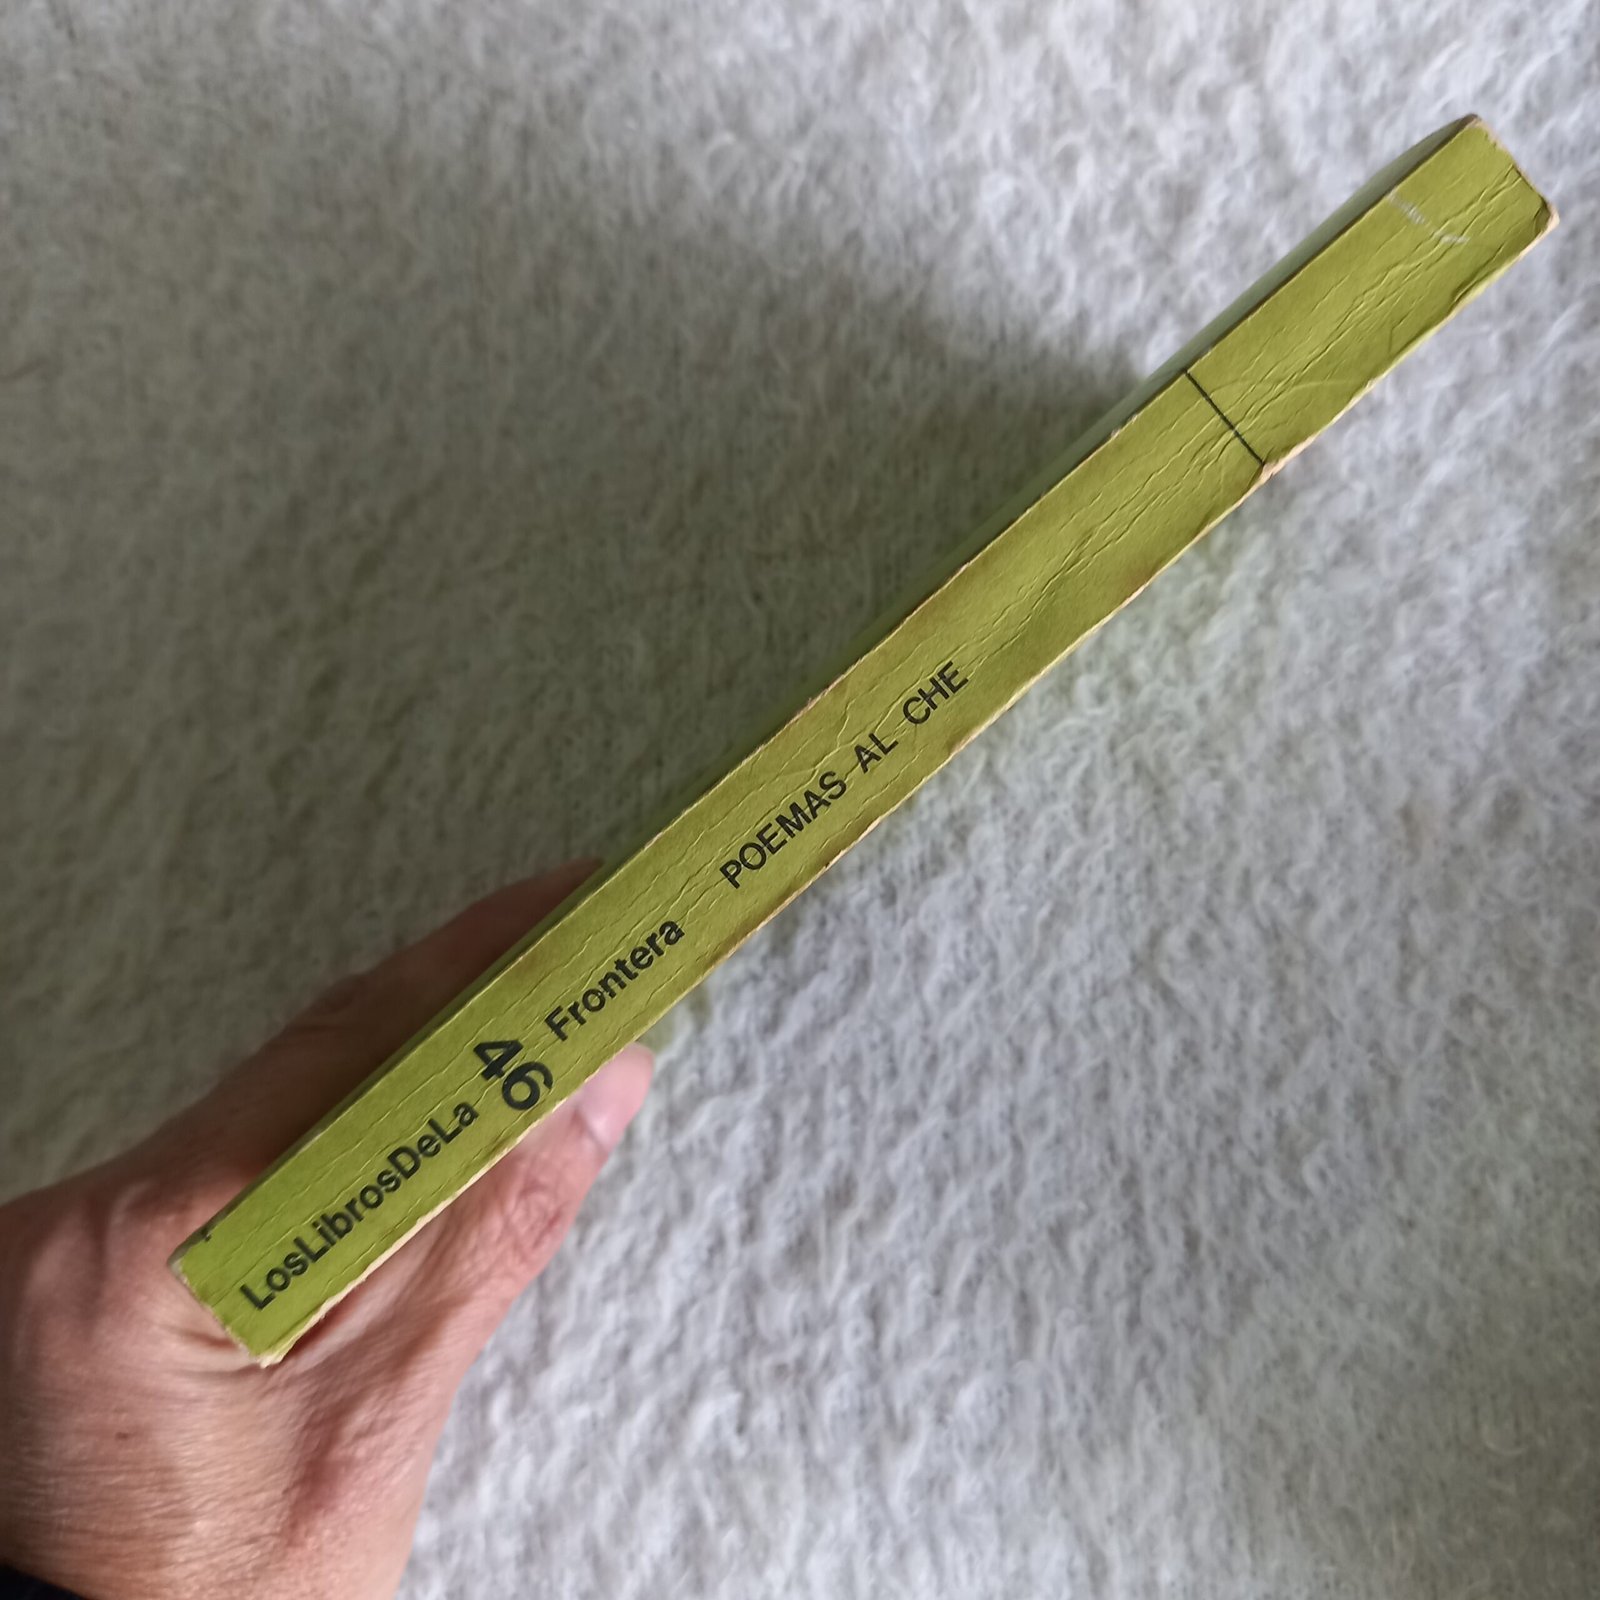 LosLibrosDeLa 46 Frontera POEMAS AL CHE